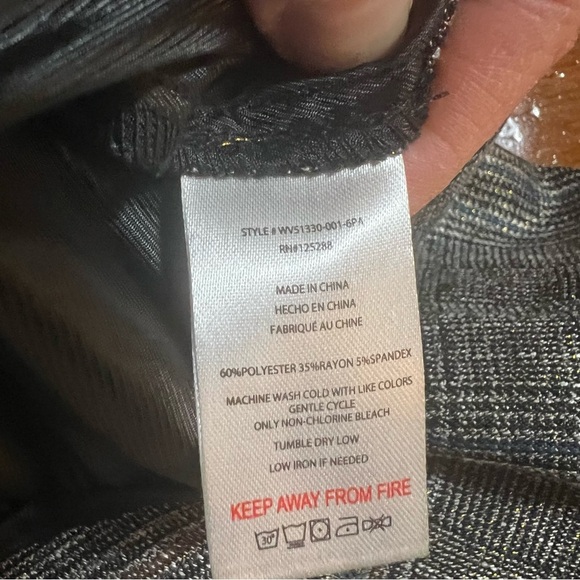 STYLE # WVS1330-001-6PA
RN#125288
MADE IN CHINA
HECHO EN CHINA
FABRIQUÉ AU CHINE
60%POLYESTER 35%RAYON 5%SPANDEX
MACHINE WASH COLD WITH LIKE COLORS
GENTLE CYCLE
ONLY NON-CHLORINE BLEACH
TUMBLE DRY LOW
LOW IRON IF NEEDED
KEEP AWAY FROM FIRE
30°